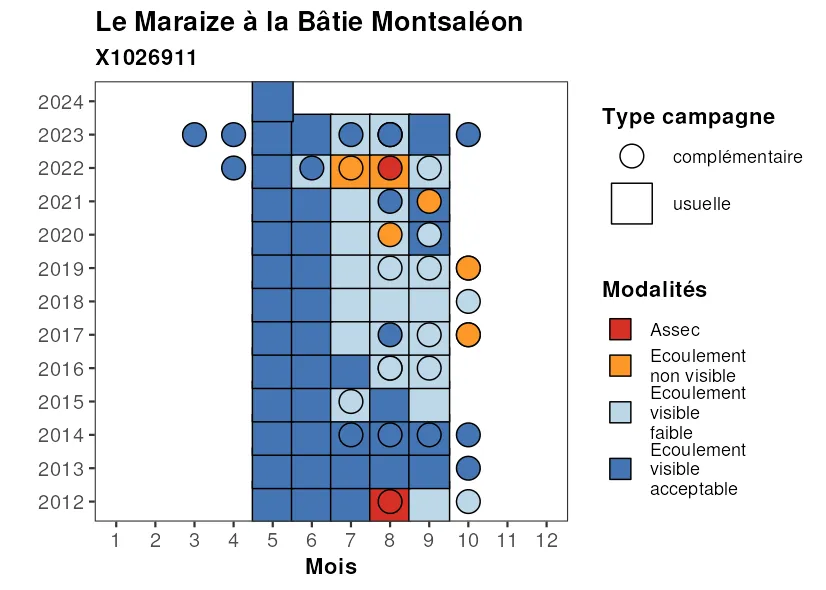 Le Maraize à la Bâtie Montsaléon
X1026911
2024
2023
2022
2021
2020
2019
2018
2017
2016
2015
2014
2013
2012
1 2 3 4 5 6 7 8 9 10 11 12
Mois
Type campagne
complémentaire
usuelle
Modalités
Assec
Ecoulement
non visible
Ecoulement
visible
faible
Ecoulement
visible
acceptable